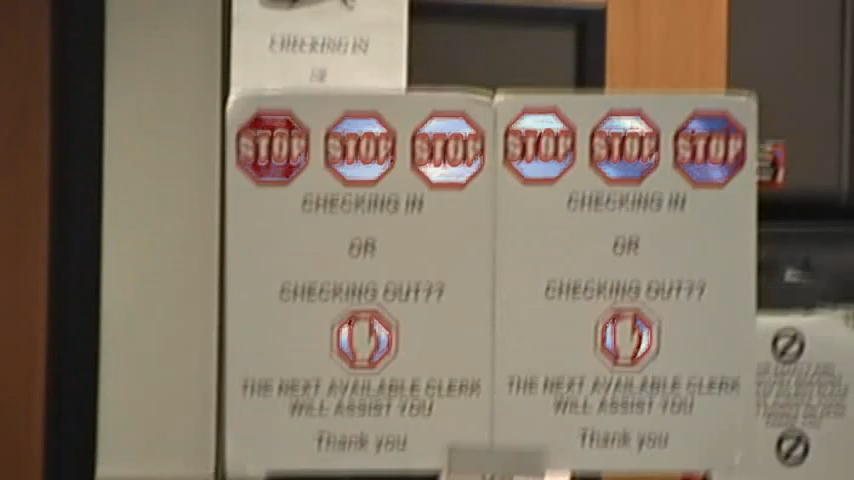 CHECKING IN
OR
STOP STOP STOP
CHECKING IN
OR
CHECKING OUT??
THE NEXT AVAILABLE CLERK
WILL ASSIST YOU
Thank you
STOP STOP STOP
CHECKING IN
OR
CHECKING OUT??
THE NEXT AVAILABLE CLERK
WILL ASSIST YOU
Thank you